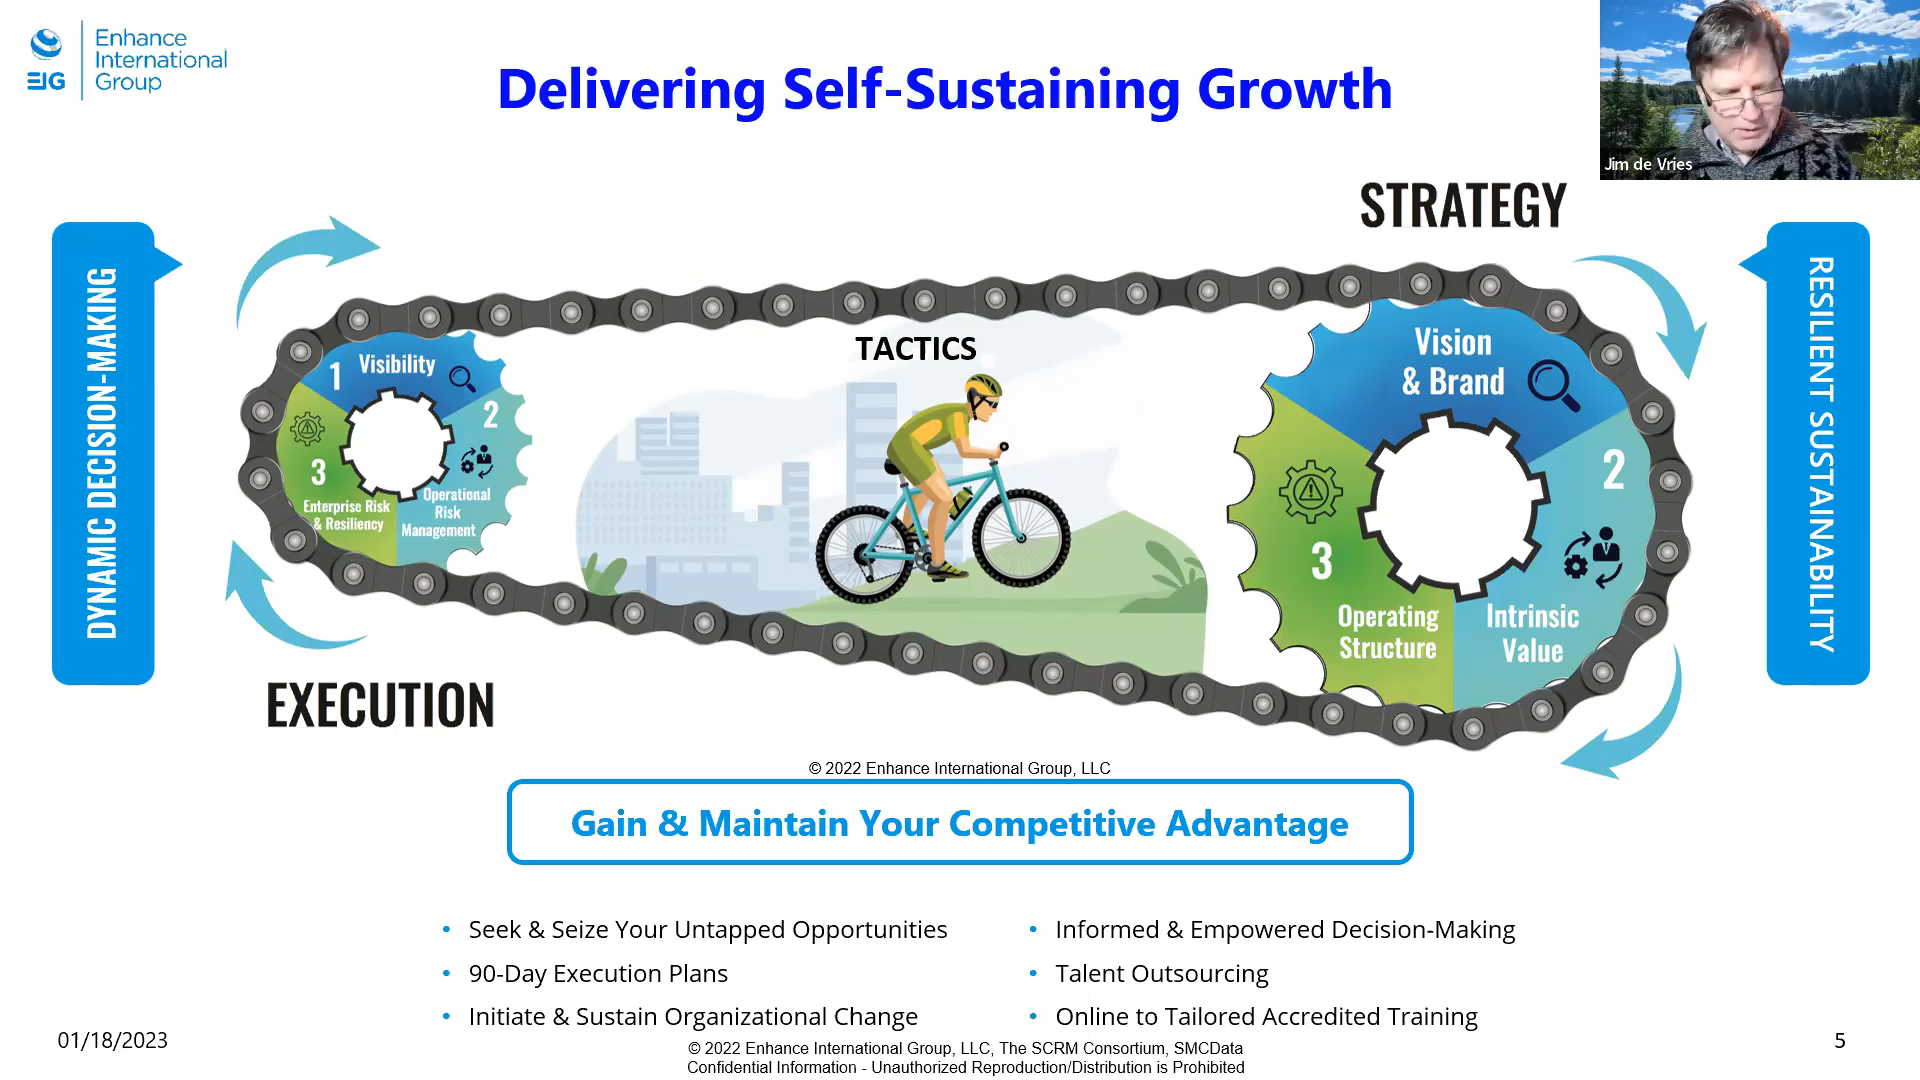 EIG
Enhance
International
Group
Delivering Self-Sustaining Growth
Jim de Vries
STRATEGY
DYNAMIC DECISION-MAKING
RESILIENT SUSTAINABILITY
TACTICS
1
Visibility
2
Operational
Risk
Management
3
Enterprise Risk
& Resiliency
Vision
& Brand
2
Intrinsic
Value
3
Operating
Structure
EXECUTION
© 2022 Enhance International Group, LLC
Gain & Maintain Your Competitive Advantage
• Seek & Seize Your Untapped Opportunities
• 90-Day Execution Plans
• Initiate & Sustain Organizational Change
• Informed & Empowered Decision-Making
• Talent Outsourcing
• Online to Tailored Accredited Training
01/18/2023
© 2022 Enhance International Group, LLC, The SCRM Consortium, SMCData
Confidential Information - Unauthorized Reproduction/Distribution is Prohibited
5